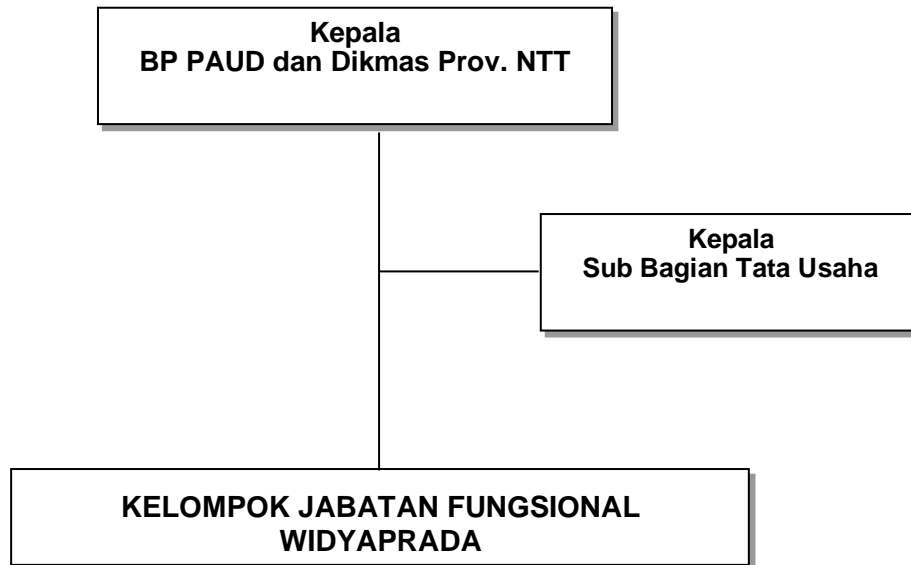 Kepala
BP PAUD dan Dikmas Prov. NTT
Kepala
Sub Bagian Tata Usaha
KELOMPOK JABATAN FUNGSIONAL
WIDYAPRADA